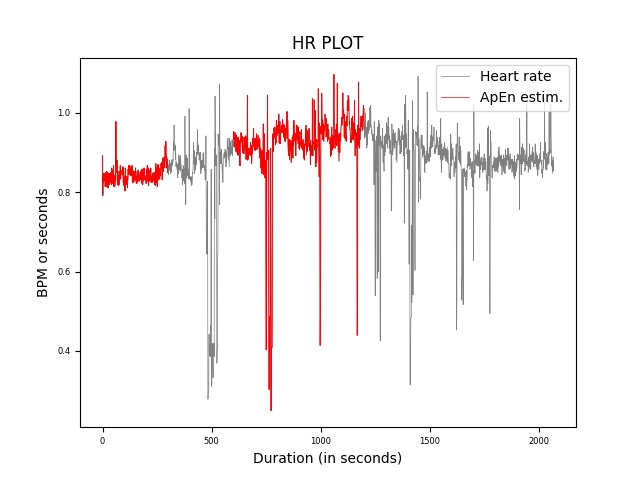 HR PLOT
Heart rate
ApEn estim.
1.0
0.8
0.6
0.4
BPM or seconds
0
500
1000
1500
2000
Duration (in seconds)